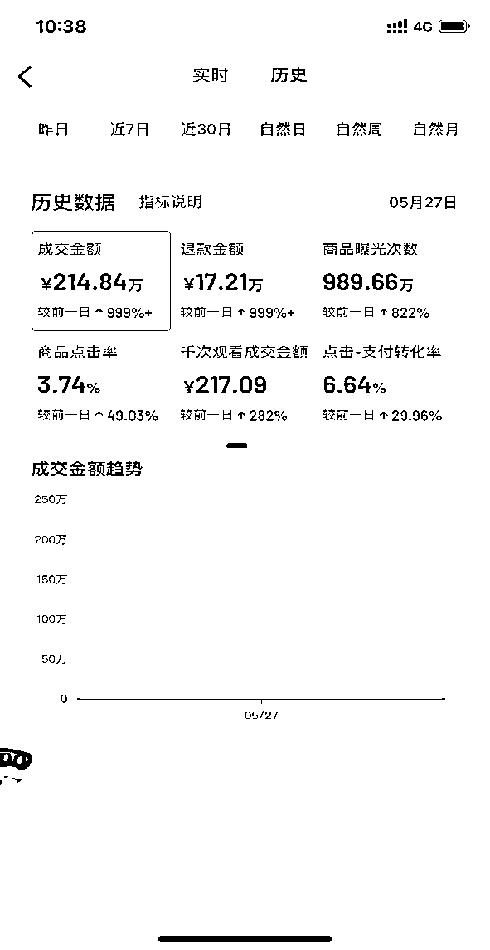 10:38 4G
实时 历史
昨日 近7日 近30日 自然日 自然周 自然月
历史数据 指标说明 05月27日
成交金额 退款金额 商品曝光次数
¥214.84万 ¥17.21万 989.66万
较前一日 999%+ 较前一日↑999%+ 较前一日↑822%
商品点击率 千次观看成交金额 点击-支付转化率
3.74% ¥217.09 6.64%
较前一日 49.03% 较前一日↑282% 较前一日↑29.96%
成交金额趋势
250万
200万
150万
100万
50万
0
05/27